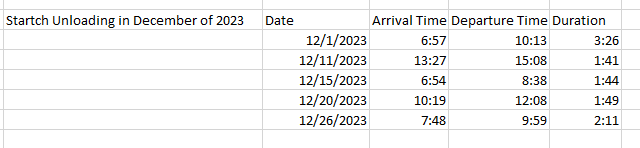 Startch Unloading in December of 2023 Date Arrival Time Departure Time Duration
12/1/2023 6:57 10:13 3:26
12/11/2023 13:27 15:08 1:41
12/15/2023 6:54 8:38 1:44
12/20/2023 10:19 12:08 1:49
12/26/2023 7:48 9:59 2:11